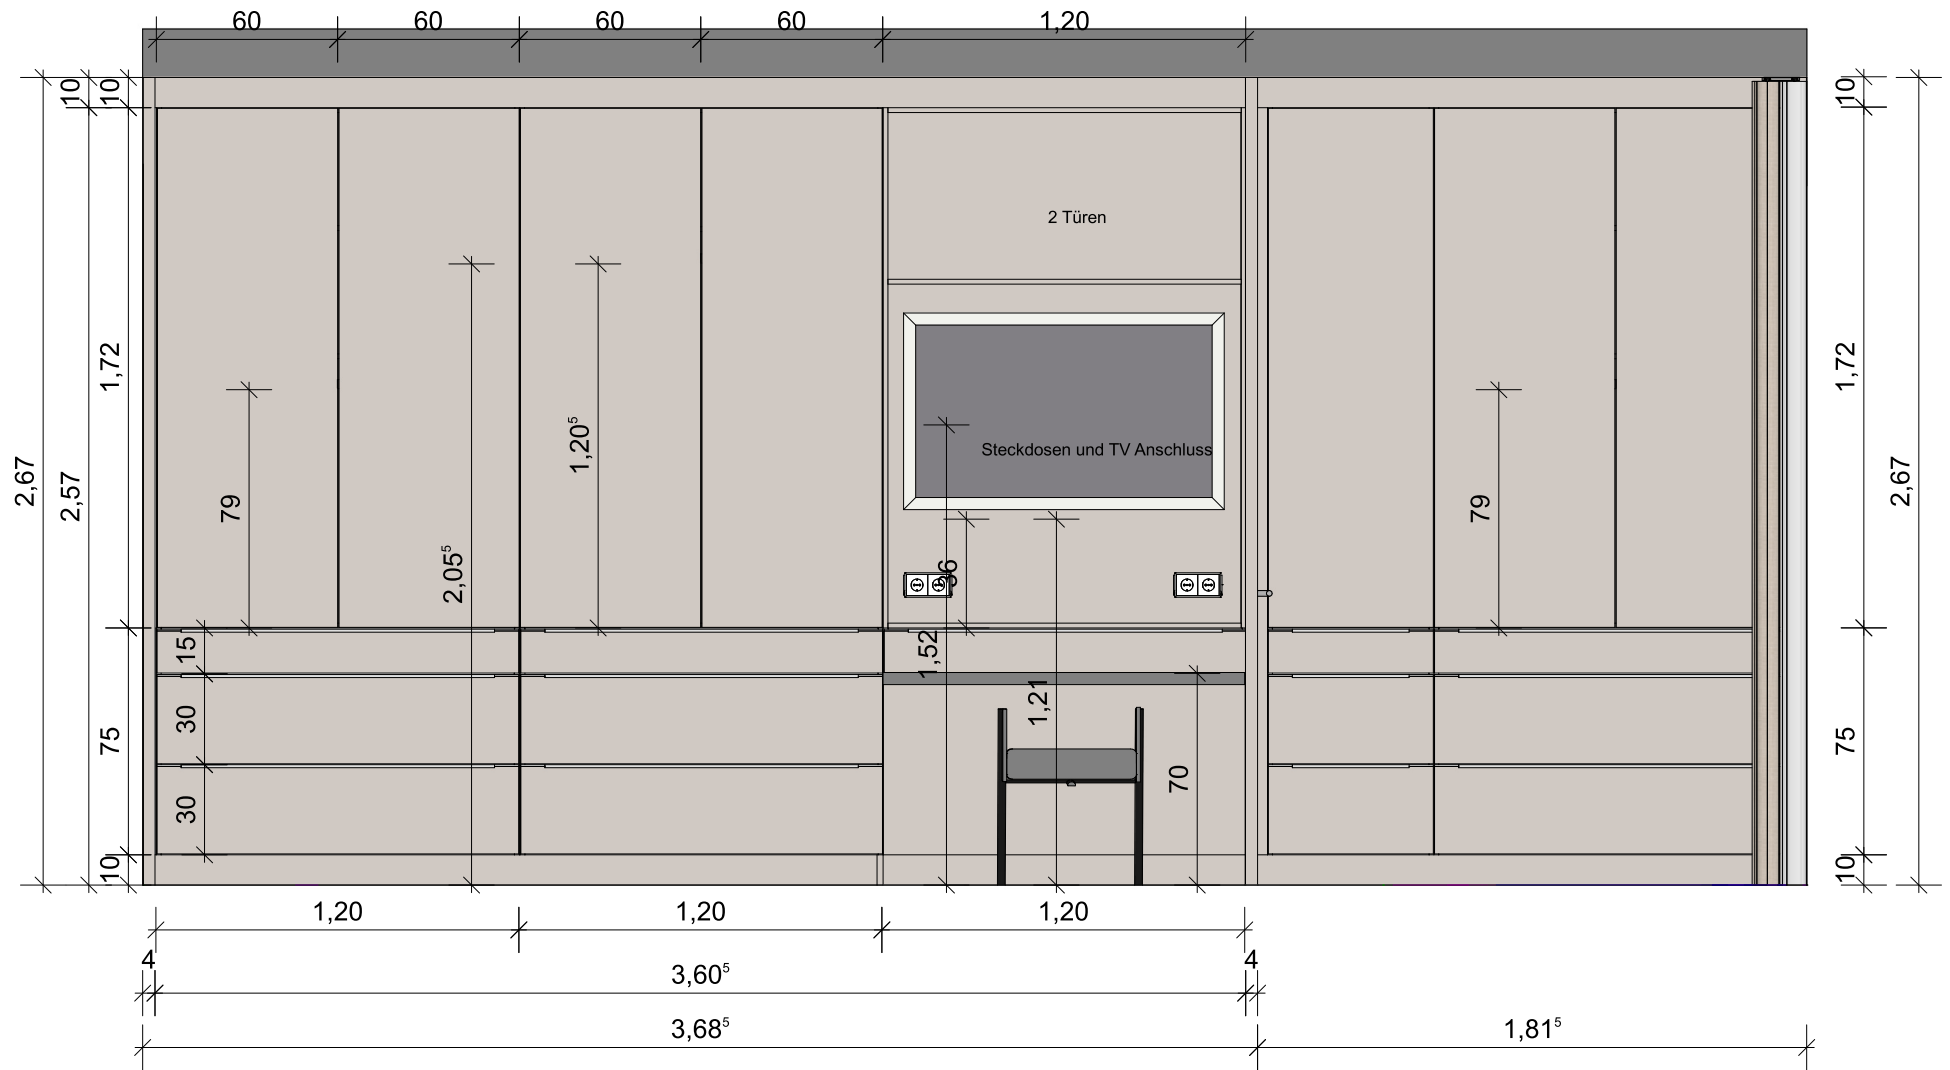 60 60 60 60 1,20
10 10 10
2 Türen
1,72 1,20⁵ 1,72
Steckdosen und TV Anschluss
2,67 2,57 79 79 2,67
2,05⁵ 36
15 1,52
30 75 1,21 75
30 70
10 10
1,20 1,20 1,20
4 3,60⁵ 4
3,68⁵ 1,81⁵